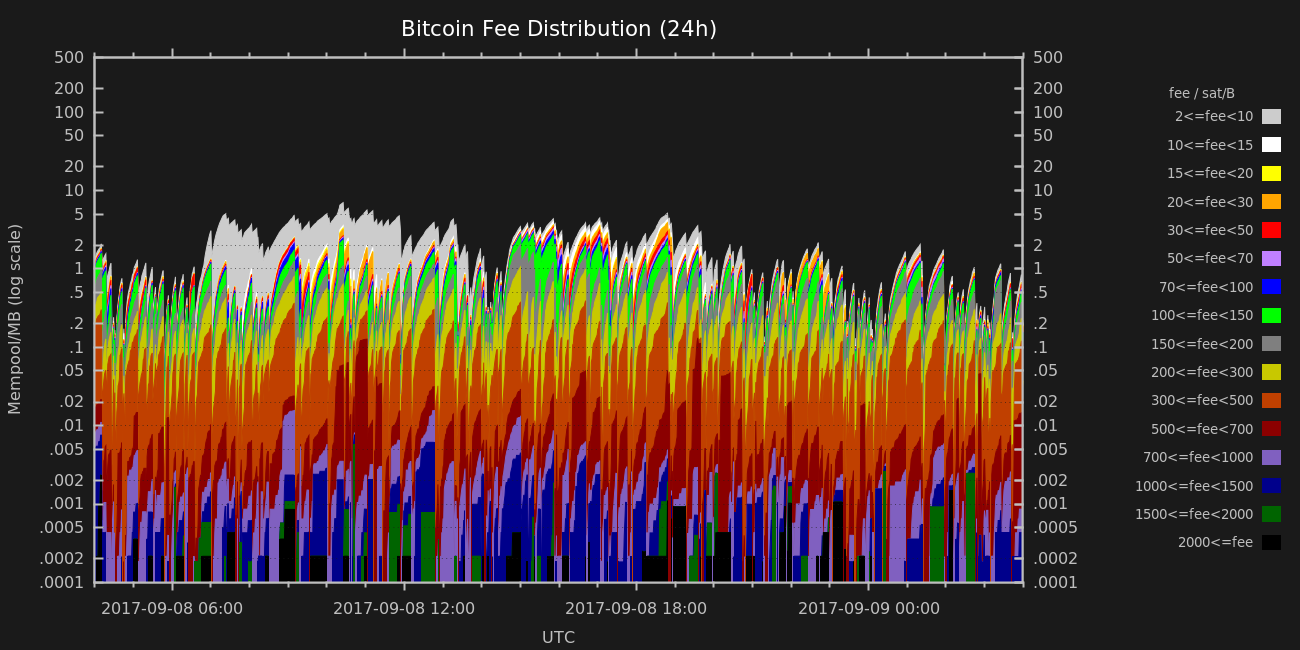 Bitcoin Fee Distribution (24h)
500
200
100
50
20
10
5
2
1
.5
.2
.1
.05
.02
.01
.005
.002
.001
.0005
.0002
.0001
Mempool/MB (log scale)
500
200
100
50
20
10
5
2
1
.5
.2
.1
.05
.02
.01
.005
.002
.001
.0005
.0002
.0001
2017-09-08 06:00
2017-09-08 12:00
2017-09-08 18:00
2017-09-09 00:00
UTC
fee / sat/B
2<=fee<10
10<=fee<15
15<=fee<20
20<=fee<30
30<=fee<50
50<=fee<70
70<=fee<100
100<=fee<150
150<=fee<200
200<=fee<300
300<=fee<500
500<=fee<700
700<=fee<1000
1000<=fee<1500
1500<=fee<2000
2000<=fee